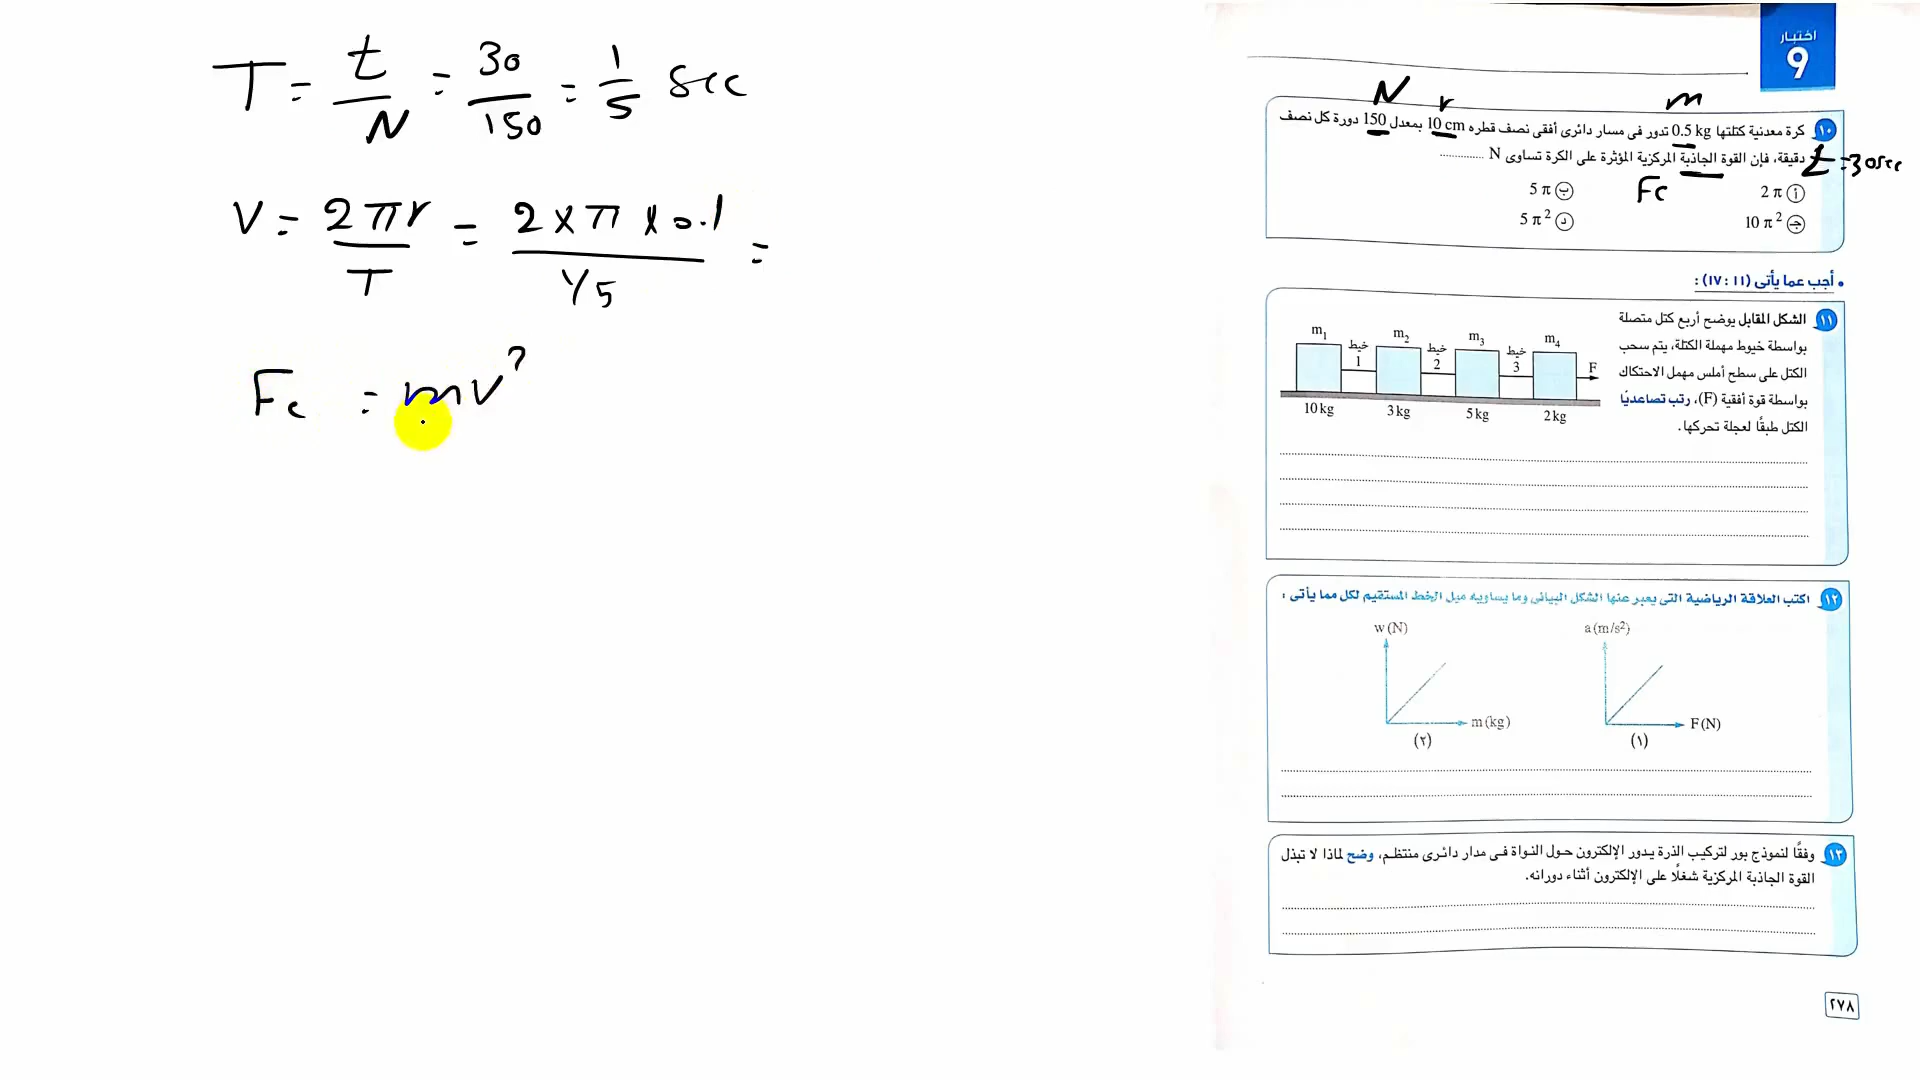 T = t/N = 30/150 = 1/5 sec
V = 2πr/T = 2 × π × 0.1 / 1/5 =
Fc = mv²
اختبار
9
N r m
١٠ كرة معدنية كتلتها 0.5 kg تدور فى مسار دائرى أفقى نصف قطره 10 cm بمعدل 150 دورة كل نصف
دقيقة، فإن القوة الجاذبة المركزية المؤثرة على الكرة تساوى N ............
t = 30sec
Fc
أ 2 π
ب 5 π
ج 10 π²
د 5 π²
• أجب عما يأتى (١١ : ١٧) :
١١ الشكل المقابل يوضح أربع كتل متصلة
بواسطة خيوط مهملة الكتلة، يتم سحب
الكتل على سطح أملس مهمل الاحتكاك
بواسطة قوة أفقية (F)، رتب تصاعديًا
الكتل طبقًا لعجلة تحركها.
m1 خيط 1 m2 خيط 2 m3 خيط 3 m4 F
10 kg 3 kg 5 kg 2 kg
١٢ اكتب العلاقة الرياضية التى يعبر عنها الشكل البيانى وما يساويه ميل الخط المستقيم لكل مما يأتى :
a (m/s²)
F (N)
(١)
w (N)
m (kg)
(٢)
١٣ وفقًا لنموذج بور لتركيب الذرة يدور الإلكترون حول النواة فى مدار دائرى منتظم، وضح لماذا لا تبذل
القوة الجاذبة المركزية شغلًا على الإلكترون أثناء دورانه.
٢٧٨